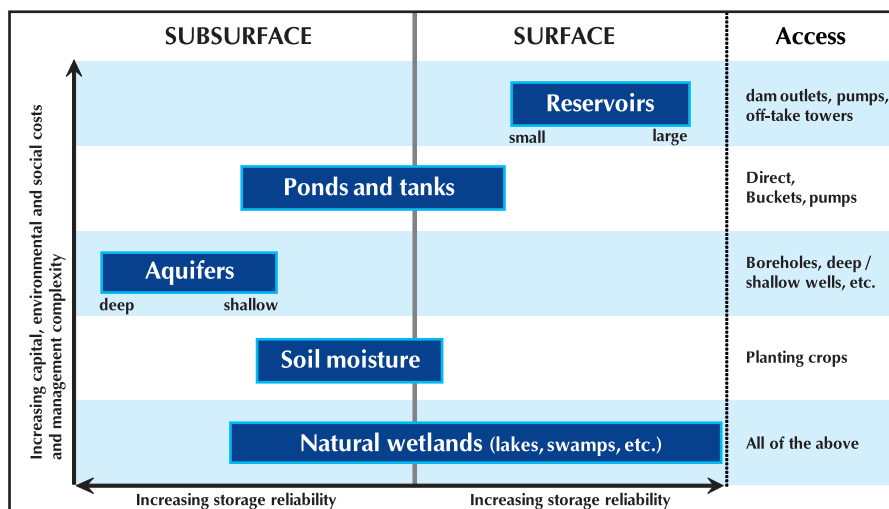 SUBSURFACE
SURFACE
Access
Reservoirs
small
large
dam outlets, pumps,
off-take towers
Ponds and tanks
Direct,
Buckets, pumps
Aquifers
deep
shallow
Boreholes, deep /
shallow wells, etc.
Soil moisture
Planting crops
Natural wetlands (lakes, swamps, etc.)
All of the above
Increasing capital, environmental and social costs
and management complexity
Increasing storage reliability
Increasing storage reliability